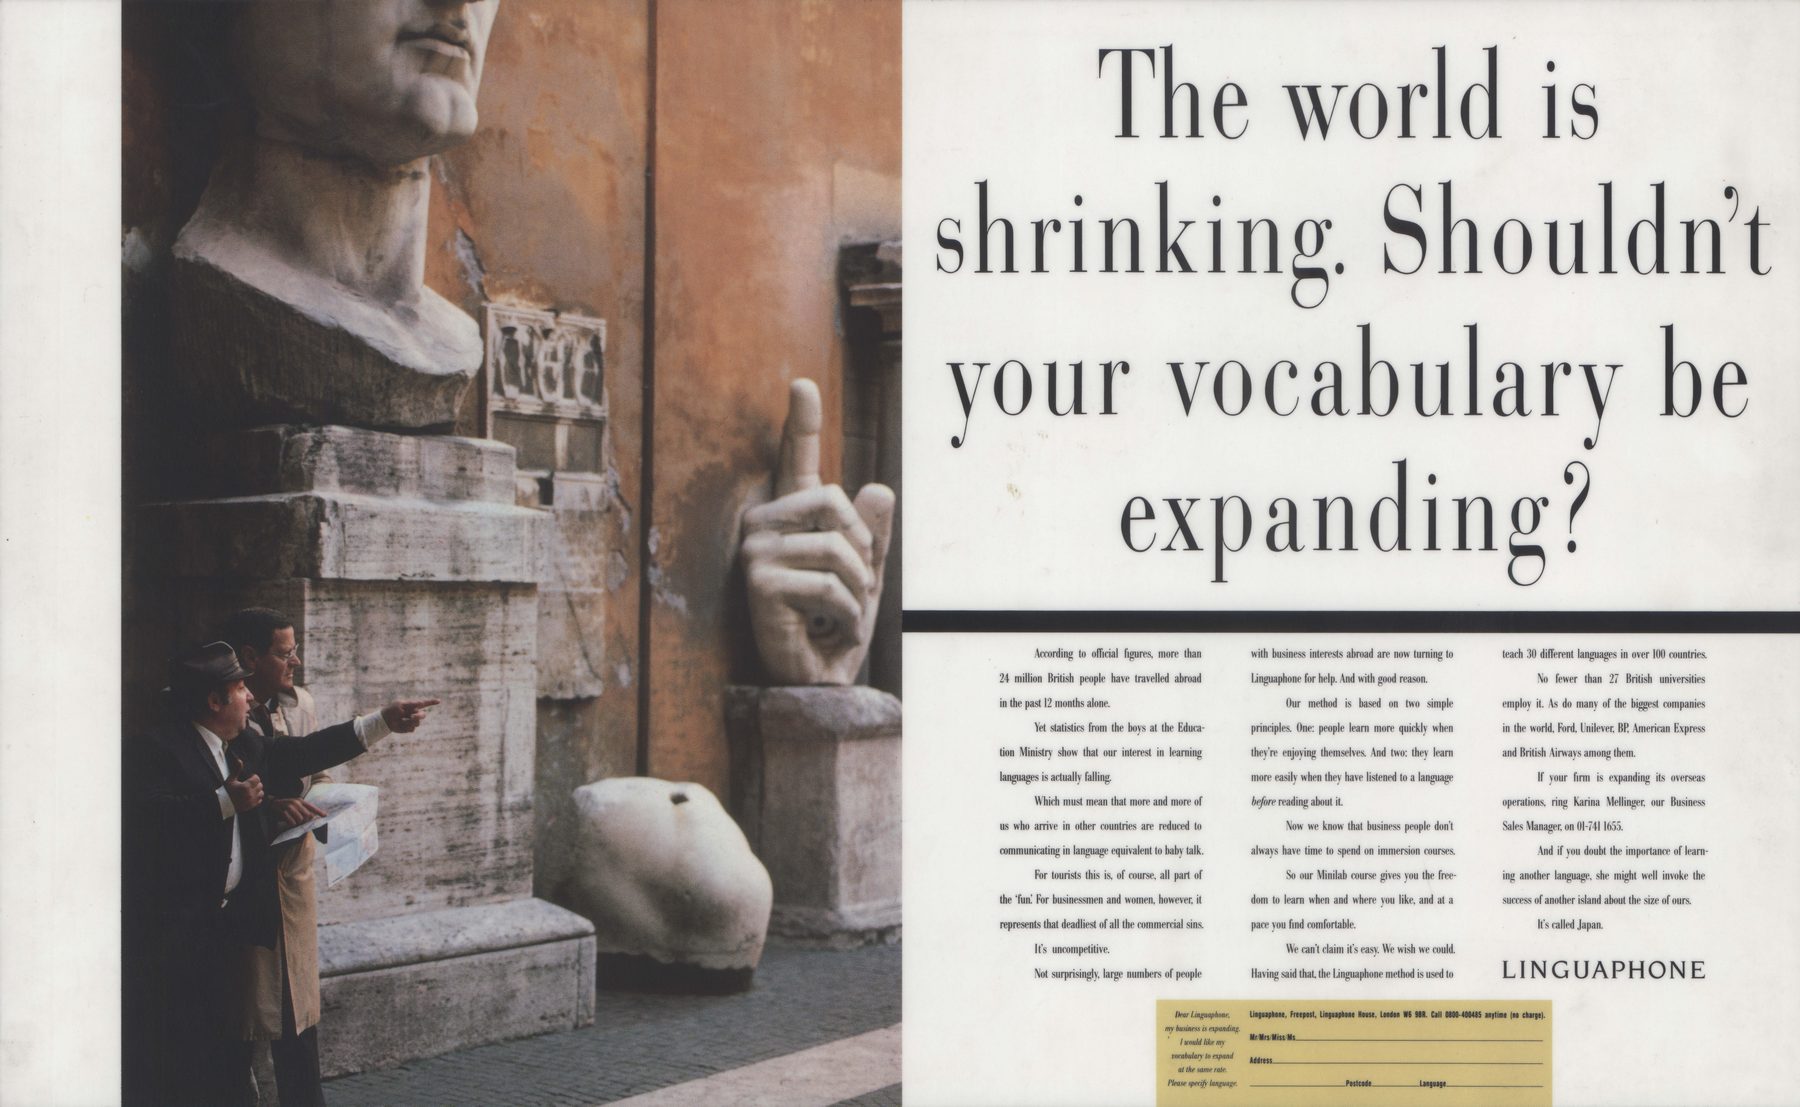 The world is
shrinking. Shouldn't
your vocabulary be
expanding?
According to official figures, more than
24 million British people have travelled abroad
in the past 12 months alone.
Yet statistics from the boys at the Educa-
tion Ministry show that our interest in learning
languages is actually falling.
Which must mean that more and more of
us who arrive in other countries are reduced to
communicating in language equivalent to baby talk.
For tourists this is, of course, all part of
the 'fun'. For businessmen and women, however, it
represents that deadliest of all the commercial sins.
It's uncompetitive.
Not surprisingly, large numbers of people
with business interests abroad are now turning to
Linguaphone for help. And with good reason.
Our method is based on two simple
principles. One: people learn more quickly when
they're enjoying themselves. And two: they learn
more easily when they have listened to a language
before reading about it.
Now we know that business people don't
always have time to spend on immersion courses.
So our Minilab course gives you the free-
dom to learn when and where you like, and at a
pace you find comfortable.
We can't claim it's easy. We wish we could.
Having said that, the Linguaphone method is used to
teach 30 different languages in over 100 countries.
No fewer than 27 British universities
employ it. As do many of the biggest companies
in the world, Ford, Unilever, BP, American Express
and British Airways among them.
If your firm is expanding its overseas
operations, ring Karina Mellinger, our Business
Sales Manager, on 01-741 1655.
And if you doubt the importance of learn-
ing another language, she might well invoke the
success of another island about the size of ours.
It's called Japan.
LINGUAPHONE
Dear Linguaphone,
my business is expanding.
I would like my
vocabulary to expand
at the same rate.
Please specify language.
Linguaphone, Freepost, Linguaphone House, London W6 9BR. Call 0800-400485 anytime (no charge).
Mr/Mrs/Miss/Ms
Address
Postcode Language